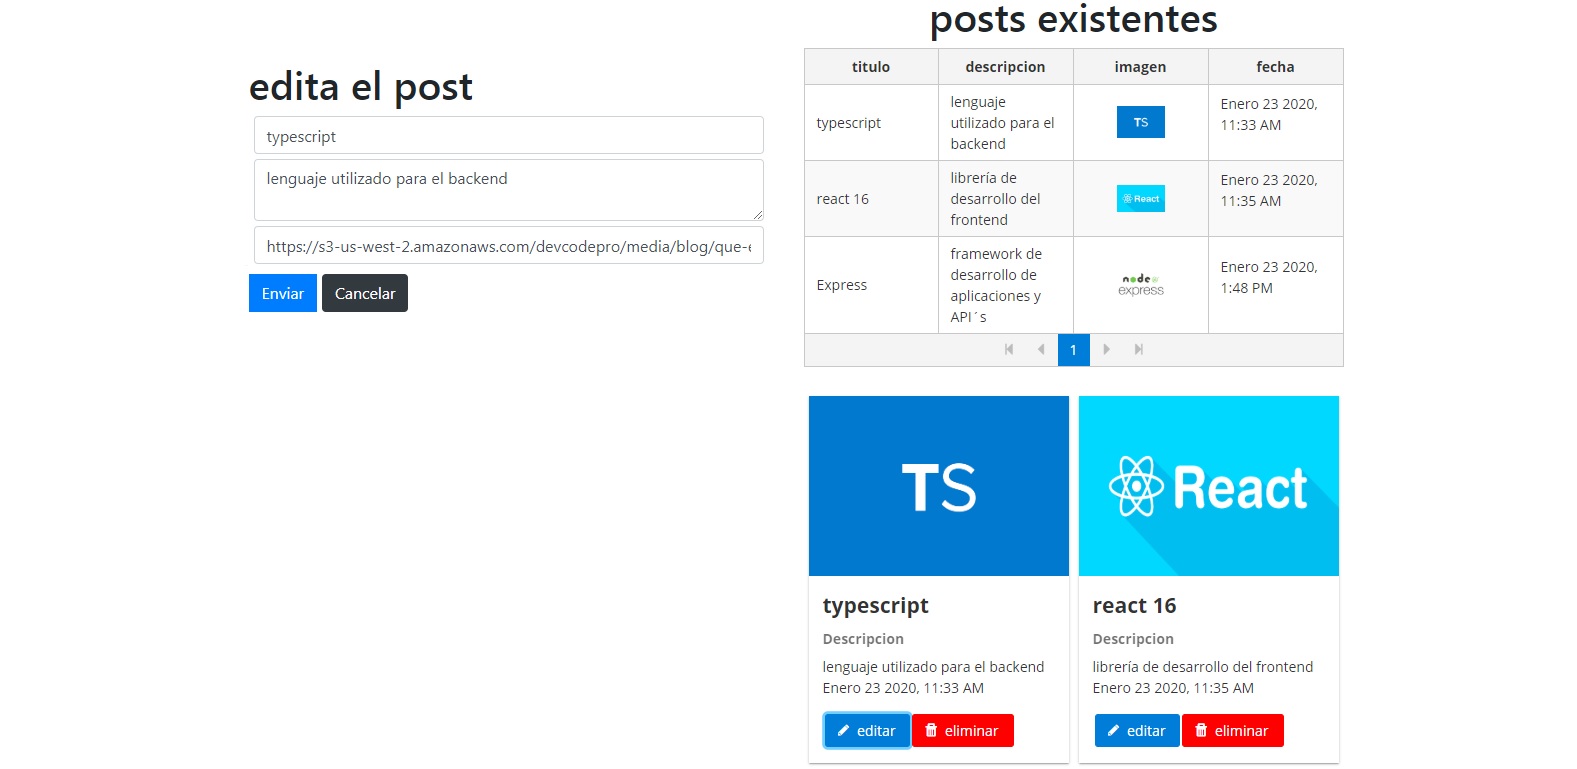 edita el post
typescript
lenguaje utilizado para el backend
https://s3-us-west-2.amazonaws.com/devcodepro/media/blog/que-e
Enviar Cancelar
posts existentes
titulo descripcion imagen fecha
typescript
lenguaje
utilizado para el
backend
TS
Enero 23 2020,
11:33 AM
react 16
librería de
desarrollo del
frontend
React
Enero 23 2020,
11:35 AM
Express
framework de
desarrollo de
aplicaciones y
API´s
node
express
Enero 23 2020,
1:48 PM
1
TS
typescript
Descripcion
lenguaje utilizado para el backend
Enero 23 2020, 11:33 AM
editar eliminar
React
react 16
Descripcion
librería de desarrollo del frontend
Enero 23 2020, 11:35 AM
editar eliminar